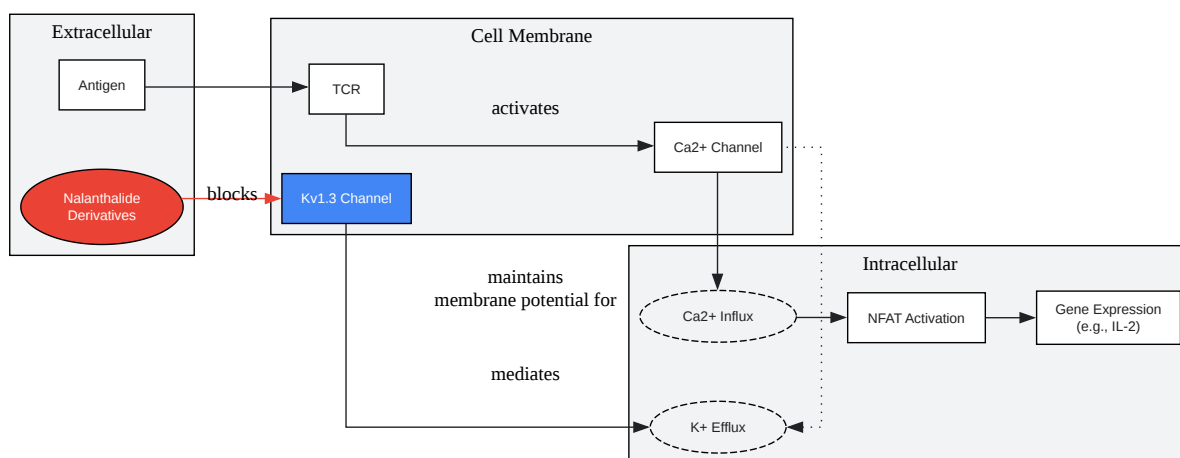 Extracellular
Cell Membrane
Antigen
TCR
activates
Ca2+ Channel
Nalanthalide
Derivatives
blocks
Kv1.3 Channel
Intracellular
maintains
membrane potential for
Ca2+ Influx
NFAT Activation
Gene Expression
(e.g., IL-2)
mediates
K+ Efflux